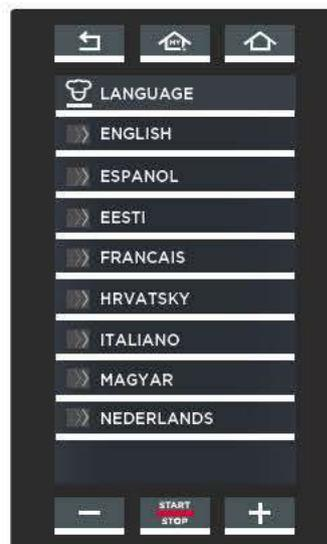 MY
LANGUAGE
ENGLISH
ESPANOL
EESTI
FRANCAIS
HRVATSKY
ITALIANO
MAGYAR
NEDERLANDS
START
STOP